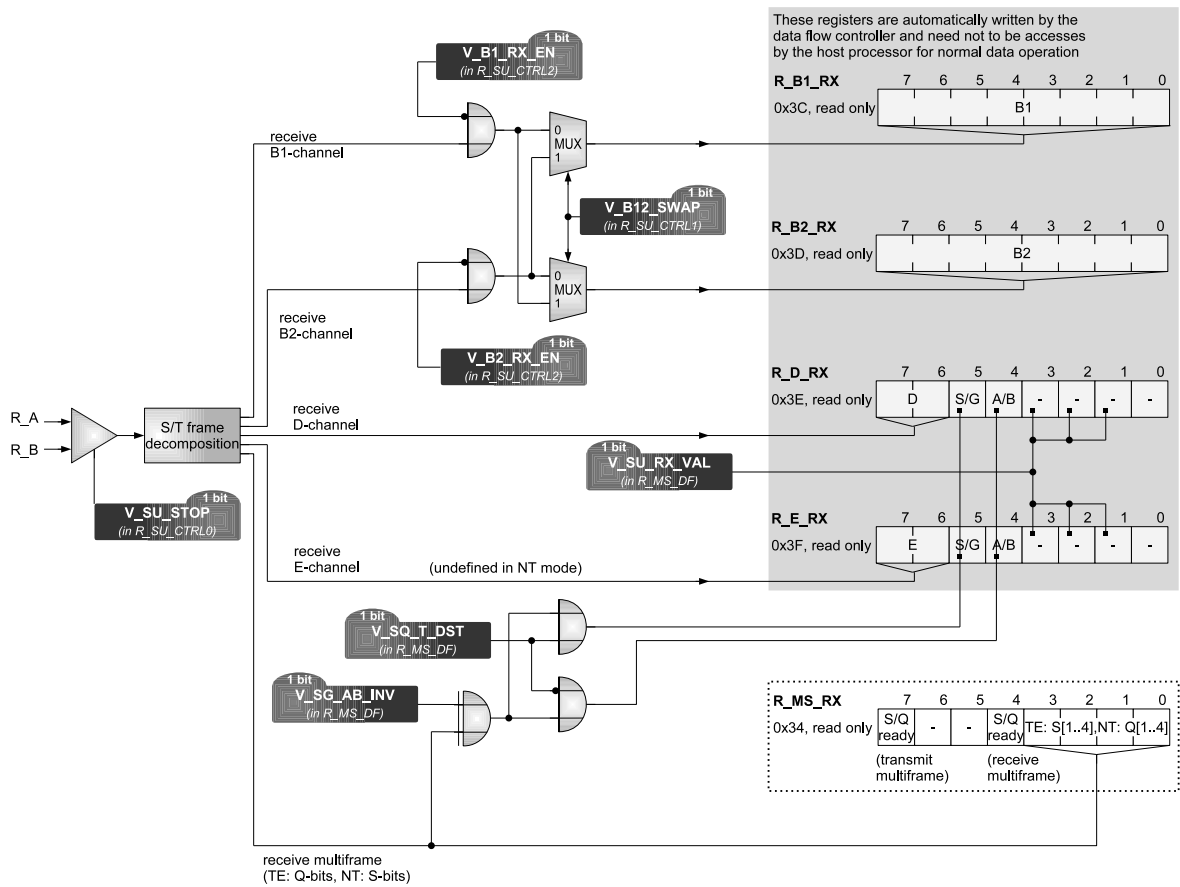 These registers are automatically written by the
data flow controller and need not to be accesses
by the host processor for normal data operation
1 bit
V_B1_RX_EN
(in R_SU_CTRL2)
R_B1_RX 7 6 5 4 3 2 1 0
0x3C, read only B1
receive
B1-channel
0
MUX
1
1 bit
V_B12_SWAP
(in R_SU_CTRL1)
R_B2_RX 7 6 5 4 3 2 1 0
0x3D, read only B2
0
MUX
1
receive
B2-channel
1 bit
V_B2_RX_EN
(in R_SU_CTRL2)
R_D_RX 7 6 5 4 3 2 1 0
0x3E, read only D S/G A/B - - - -
R_A
R_B
S/T frame
decomposition
receive
D-channel
1 bit
V_SU_RX_VAL
(in R_MS_DF)
1 bit
V_SU_STOP
(in R_SU_CTRL0)
R_E_RX 7 6 5 4 3 2 1 0
0x3F, read only E S/G A/B - - - -
receive
E-channel
(undefined in NT mode)
1 bit
V_SQ_T_DST
(in R_MS_DF)
1 bit
V_SG_AB_INV
(in R_MS_DF)
R_MS_RX 7 6 5 4 3 2 1 0
0x34, read only S/Q ready - - S/Q ready TE: S[1..4],NT: Q[1..4]
(transmit
multiframe)
(receive
multiframe)
receive multiframe
(TE: Q-bits, NT: S-bits)